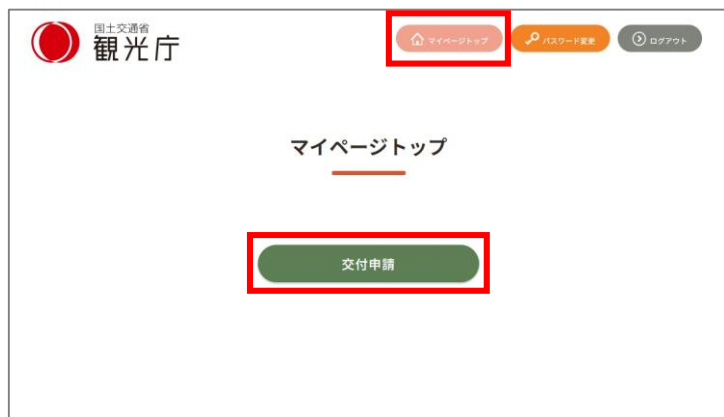 国土交通省
観光庁
マイページトップ
パスワード変更
ログアウト
マイページトップ
交付申請